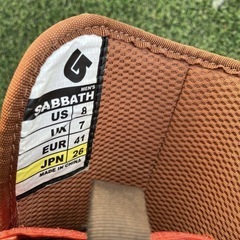 MEN'S
SABBATH
US 8
UK 7
EUR 41
JPN 26
MADE IN CHINA